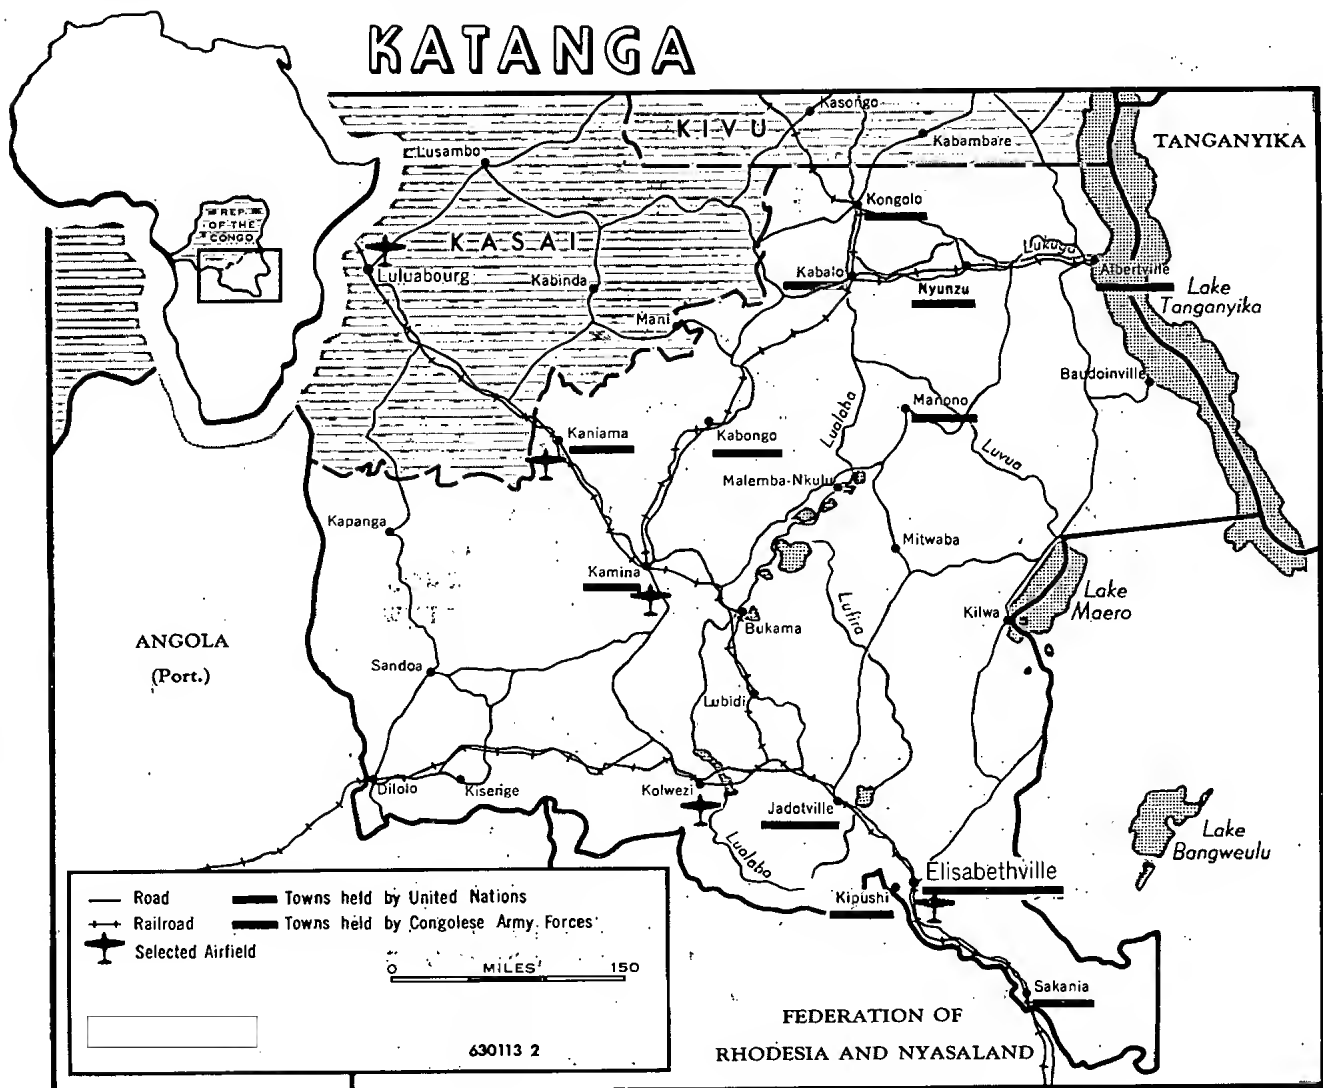 KATANGA
REP.
OF THE
CONGO
KIVU
KASAI
TANGANYIKA
Kasongo
Kabambare
Lusambo
Kongolo
Lukuyu
Luluabourg
Kabinda
Kabalo
Nyunzu
Albertville
Lake
Tanganyika
Mani
Baudoinville
Manono
Lualaba
Luvua
Kaniama
Kabongo
Malemba-Nkulu
Kapanga
Mitwaba
Kamina
Lufira
Lake
Maero
Kilwa
Bukama
ANGOLA
(Port.)
Sandoa
Lubidi
Dilolo
Kisenge
Kolwezi
Jadotville
Lualaba
Lake
Bangweulu
Elisabethville
Kipushi
Sakania
FEDERATION OF
RHODESIA AND NYASALAND
Road
Railroad
Selected Airfield
Towns held by United Nations
Towns held by Congolese Army Forces
0 MILES 150
630113 2